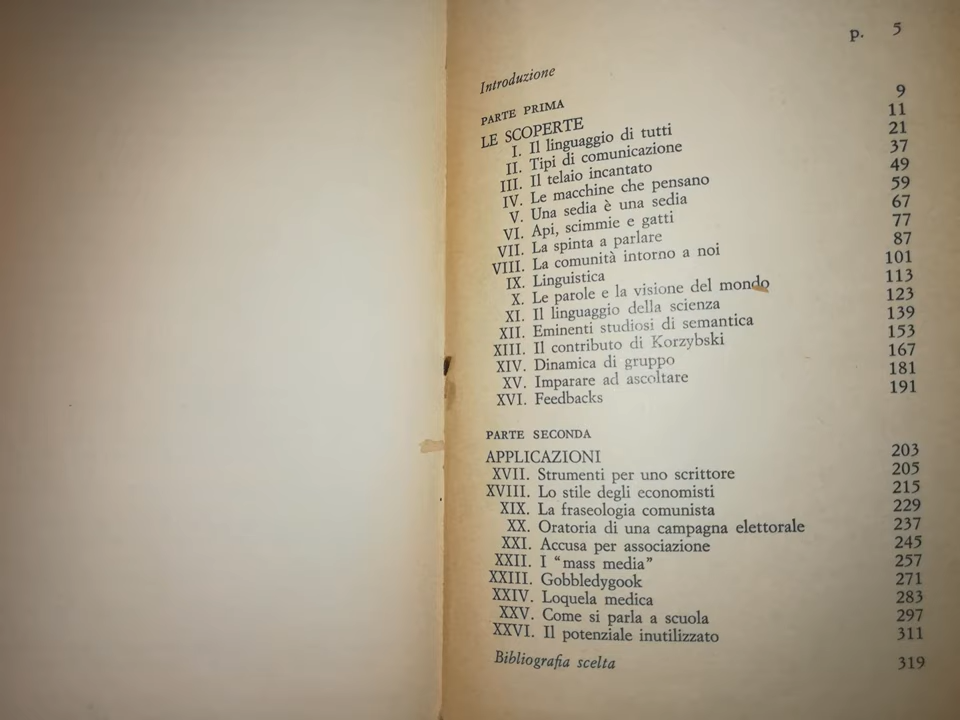 Introduzione p. 5
PARTE PRIMA
LE SCOPERTE 9
I. Il linguaggio di tutti 11
II. Tipi di comunicazione 21
III. Il telaio incantato 37
IV. Le macchine che pensano 49
V. Una sedia è una sedia 59
VI. Api, scimmie e gatti 67
VII. La spinta a parlare 77
VIII. La comunità intorno a noi 87
IX. Linguistica 101
X. Le parole e la visione del mondo 113
XI. Il linguaggio della scienza 123
XII. Eminenti studiosi di semantica 139
XIII. Il contributo di Korzybski 153
XIV. Dinamica di gruppo 167
XV. Imparare ad ascoltare 181
XVI. Feedbacks 191
PARTE SECONDA
APPLICAZIONI 203
XVII. Strumenti per uno scrittore 205
XVIII. Lo stile degli economisti 215
XIX. La fraseologia comunista 229
XX. Oratoria di una campagna elettorale 237
XXI. Accusa per associazione 245
XXII. I "mass media" 257
XXIII. Gobbledygook 271
XXIV. Loquela medica 283
XXV. Come si parla a scuola 297
XXVI. Il potenziale inutilizzato 311
Bibliografia scelta 319